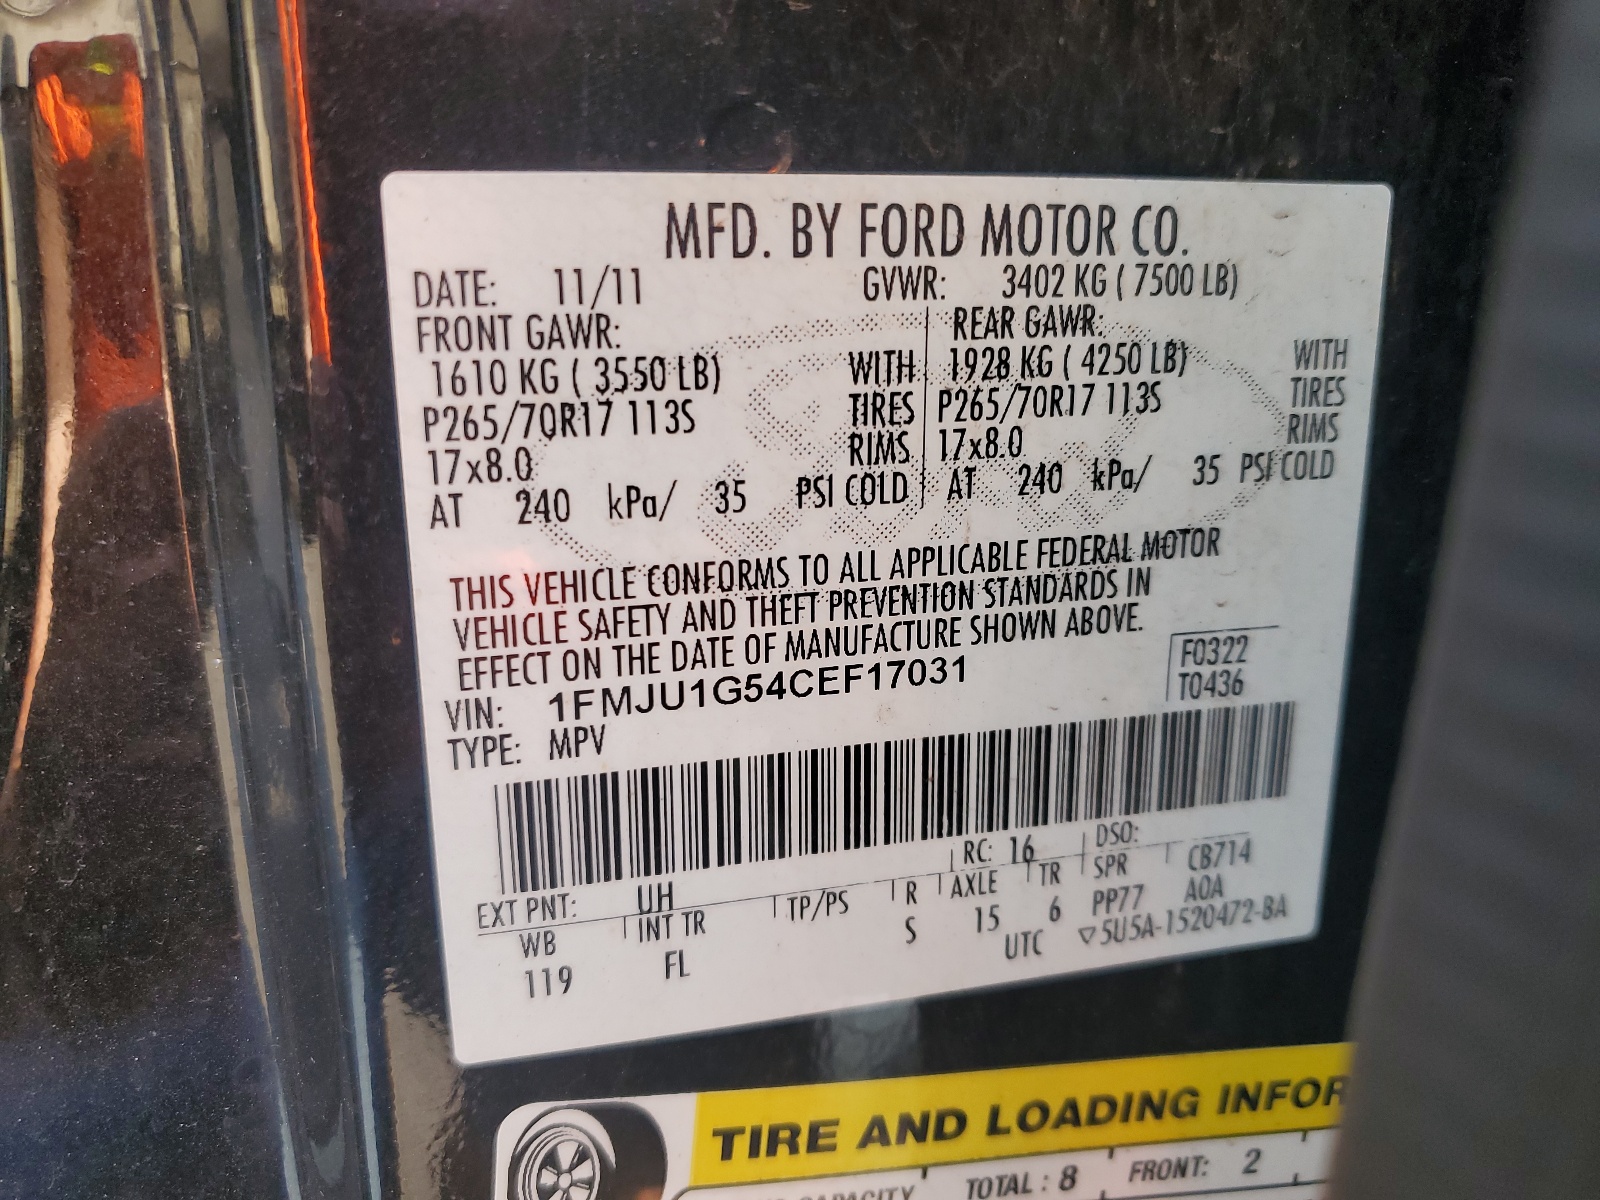 MFD. BY FORD MOTOR CO.
DATE: 11/11 GVWR: 3402 KG ( 7500 LB)
FRONT GAWR: REAR GAWR:
1610 KG ( 3550 LB) WITH 1928 KG ( 4250 LB) WITH
P265/70R17 113S TIRES P265/70R17 113S TIRES
17x8.0 RIMS 17x8.0 RIMS
AT 240 kPa/ 35 PSI COLD AT 240 kPa/ 35 PSI COLD
THIS VEHICLE CONFORMS TO ALL APPLICABLE FEDERAL MOTOR
VEHICLE SAFETY AND THEFT PREVENTION STANDARDS IN
EFFECT ON THE DATE OF MANUFACTURE SHOWN ABOVE.
F0322
VIN: 1FMJU1G54CEF17031 T0436
TYPE: MPV
RC: 16 DSO:
EXT PNT: UH CB714
WB INT TR TP/PS R AXLE TR SPR
119 FL S 15 6 PP77 A0A
UTC ▽5U5A-1520472-BA
TIRE AND LOADING INFOR
CAPACITY TOTAL : 8 FRONT: 2